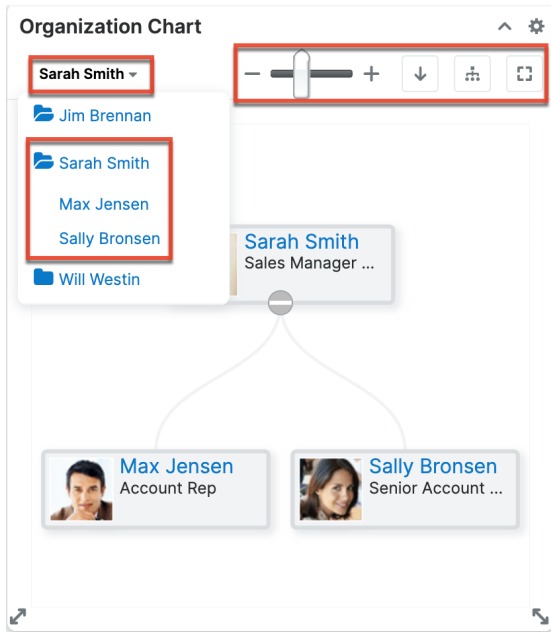 Organization Chart
Sarah Smith
Jim Brennan
Sarah Smith
Max Jensen
Sally Bronsen
Will Westin
Sarah Smith
Sales Manager ...
Max Jensen
Account Rep
Sally Bronsen
Senior Account ...